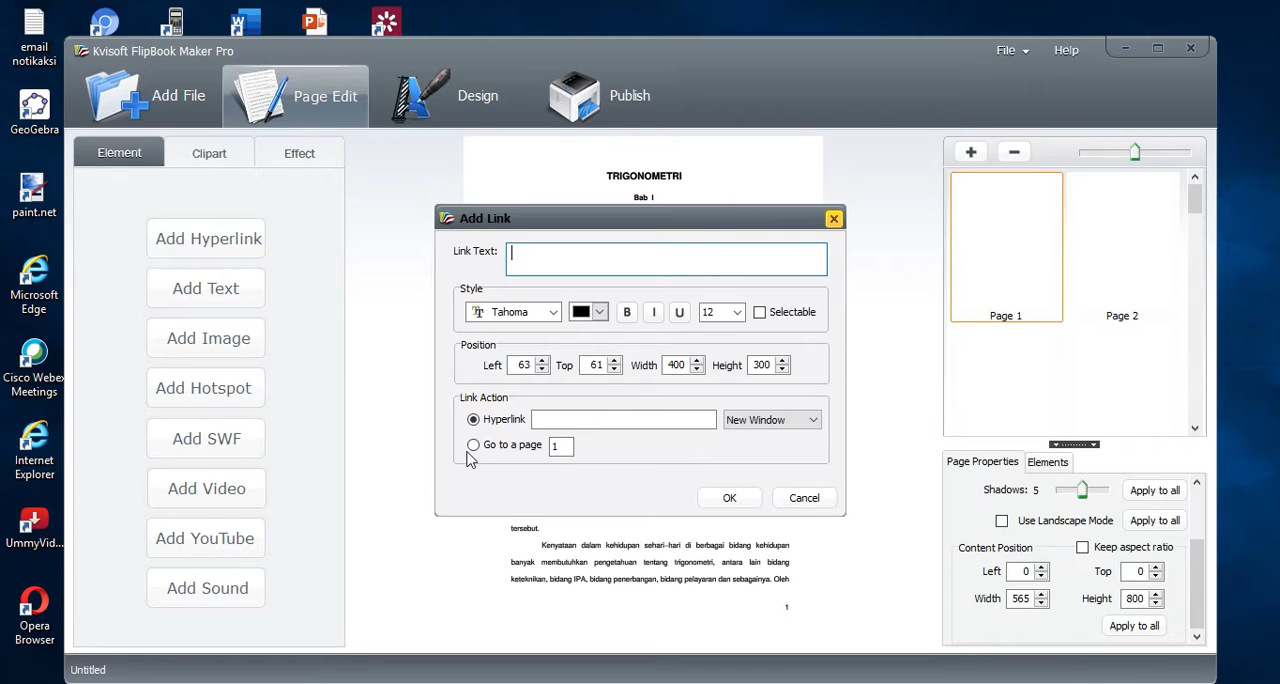 email
notikaksi
GeoGebra
paint.net
Microsoft
Edge
Cisco Webex
Meetings
Internet
Explorer
UmmyVid...
Opera
Browser
Kvisoft FlipBook Maker Pro
File
Help
Add File
Page Edit
Design
Publish
Element
Clipart
Effect
Add Hyperlink
Add Text
Add Image
Add Hotspot
Add SWF
Add Video
Add YouTube
Add Sound
TRIGONOMETRI
Bab I
Add Link
Link Text:
Style
Tahoma
B
I
U
12
Selectable
Position
Left 63 Top 61 Width 400 Height 300
Link Action
Hyperlink
New Window
Go to a page 1
OK
Cancel
tersebut.
Kenyataan dalam kehidupan sehari-hari di berbagai bidang kehidupan
banyak membutuhkan pengetahuan tentang trigonometri, antara lain bidang
keteknikan, bidang IPA, bidang penerbangan, bidang pelayaran dan sebagainya. Oleh
1
Page 1
Page 2
Page Properties
Elements
Shadows: 5
Apply to all
Use Landscape Mode
Apply to all
Content Position
Keep aspect ratio
Left 0 Top 0
Width 565 Height 800
Apply to all
Untitled